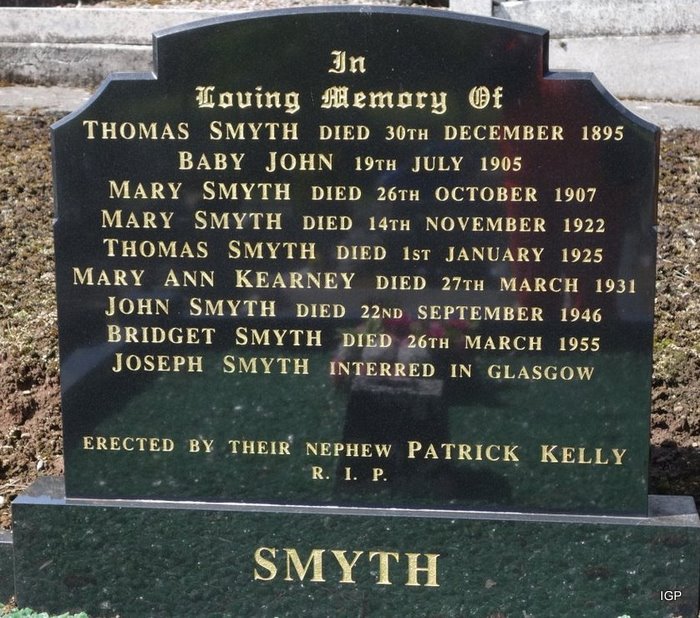 In
Loving Memory Of
THOMAS SMYTH DIED 30TH DECEMBER 1895
BABY JOHN 19TH JULY 1905
MARY SMYTH DIED 26TH OCTOBER 1907
MARY SMYTH DIED 14TH NOVEMBER 1922
THOMAS SMYTH DIED 1ST JANUARY 1925
MARY ANN KEARNEY DIED 27TH MARCH 1931
JOHN SMYTH DIED 22ND SEPTEMBER 1946
BRIDGET SMYTH DIED 26TH MARCH 1955
JOSEPH SMYTH INTERRED IN GLASGOW
ERECTED BY THEIR NEPHEW PATRICK KELLY
R. I. P.
SMYTH
IGP